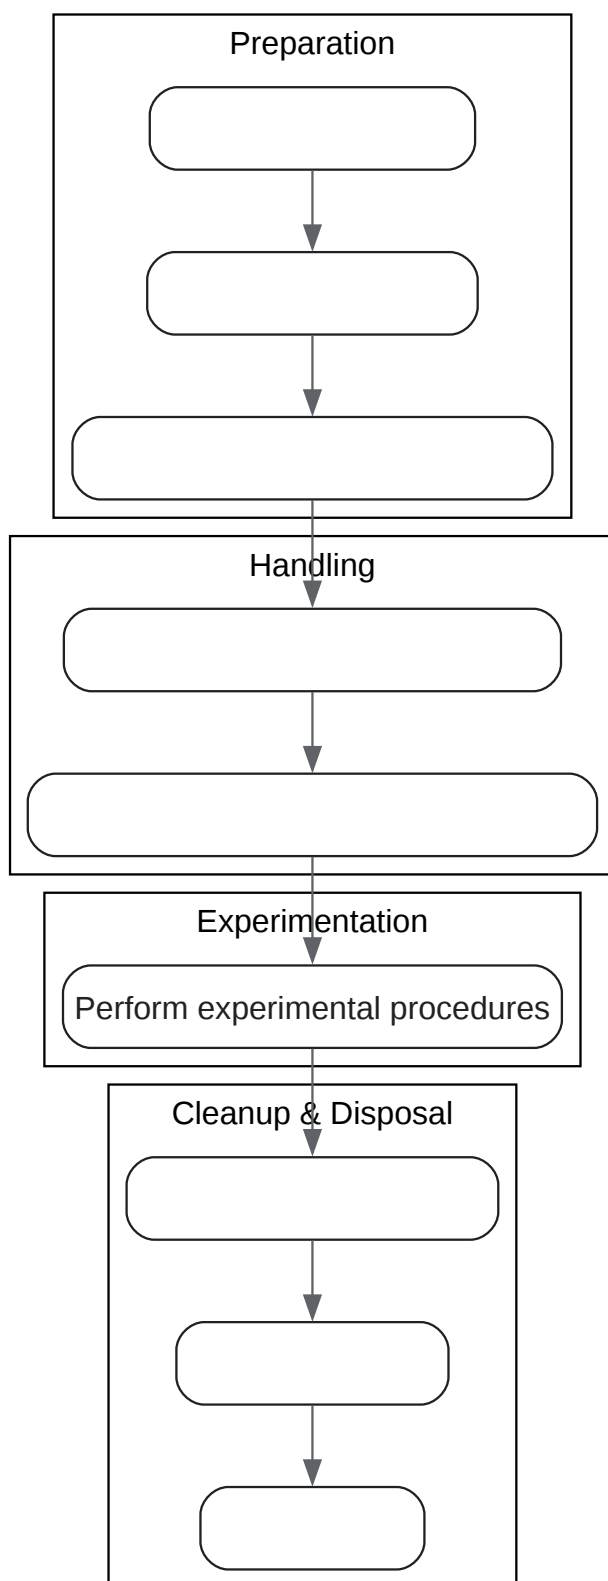 Preparation
Handling
Experimentation
Perform experimental procedures
Cleanup & Disposal